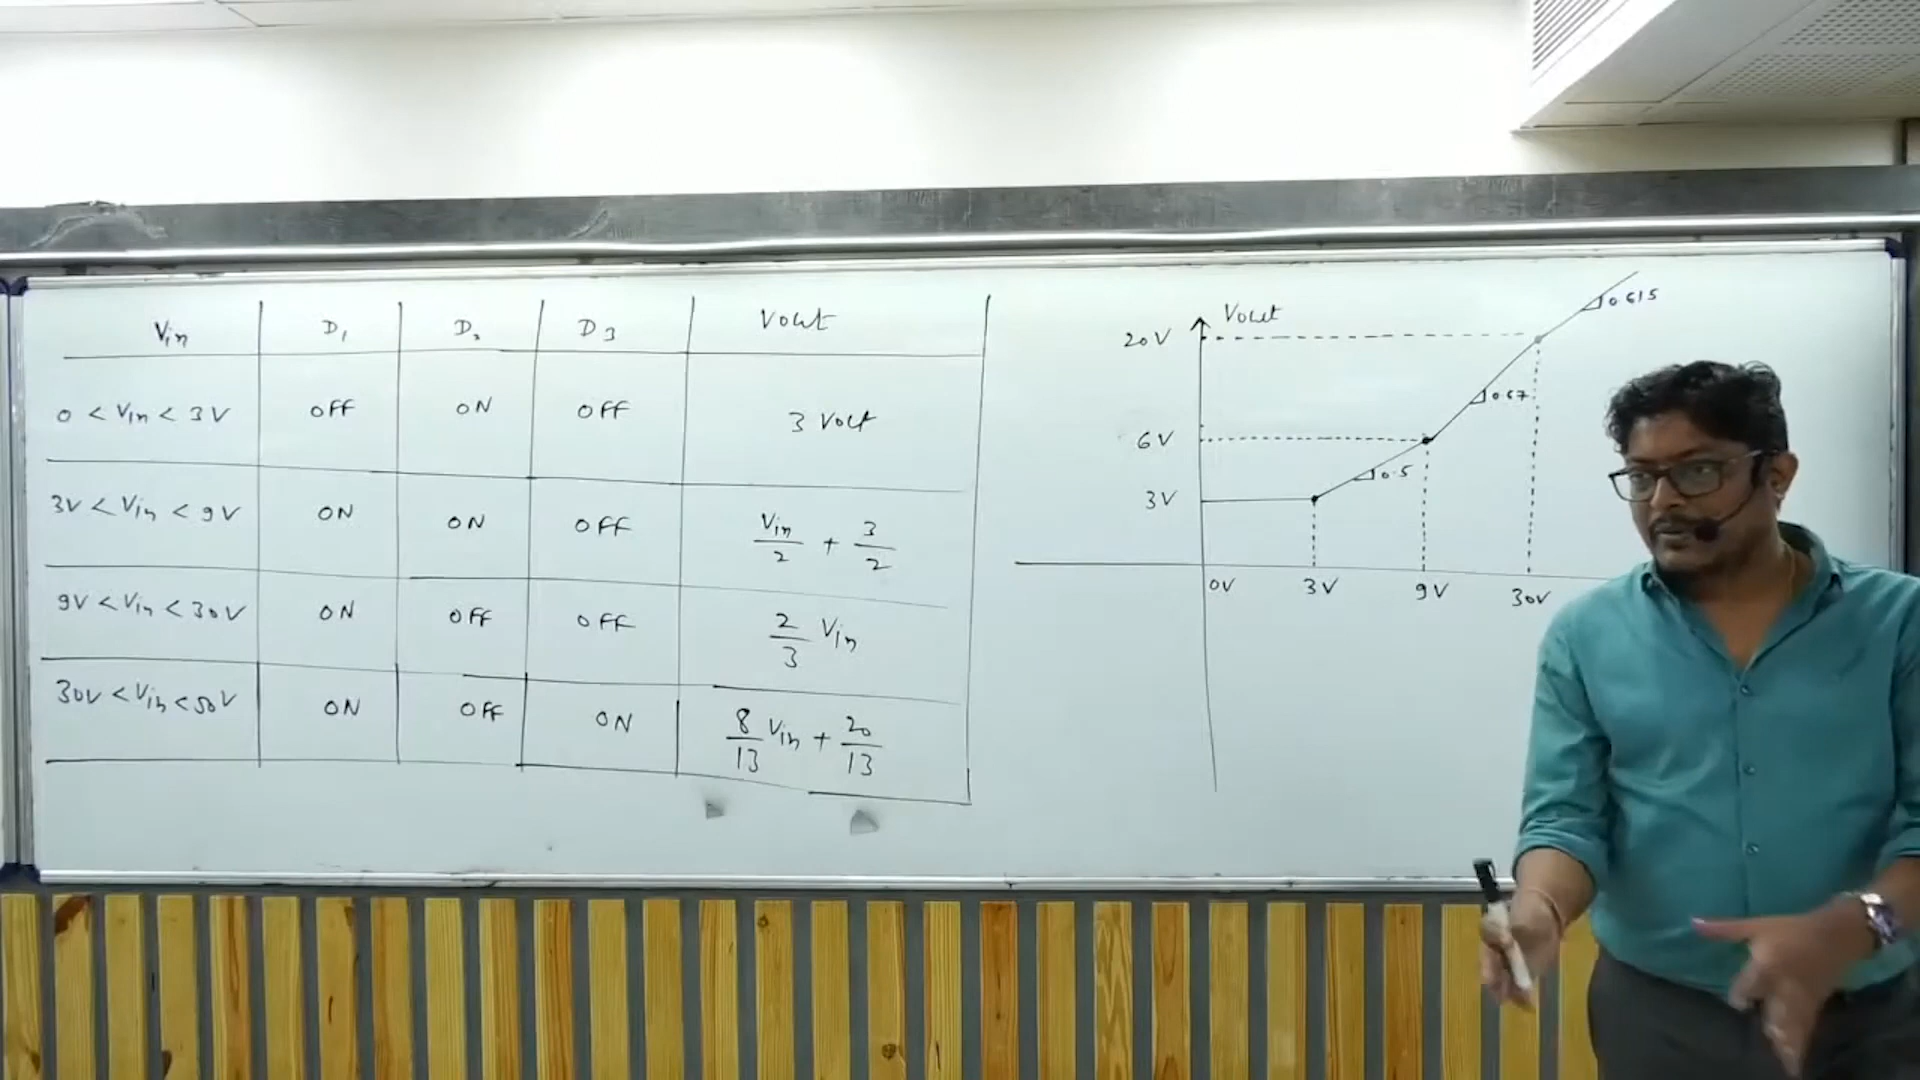 Vin D1 D2 D3 Vout
0 < Vin < 3V OFF ON OFF 3 Volt
3V < Vin < 9V ON ON OFF Vin/2 + 3/2
9V < Vin < 30V ON OFF OFF 2/3 Vin
30V < Vin < 50V ON OFF ON 8/13 Vin + 20/13
Vout
0.615
20V
0.67
6V
0.5
3V
0V 3V 9V 30V